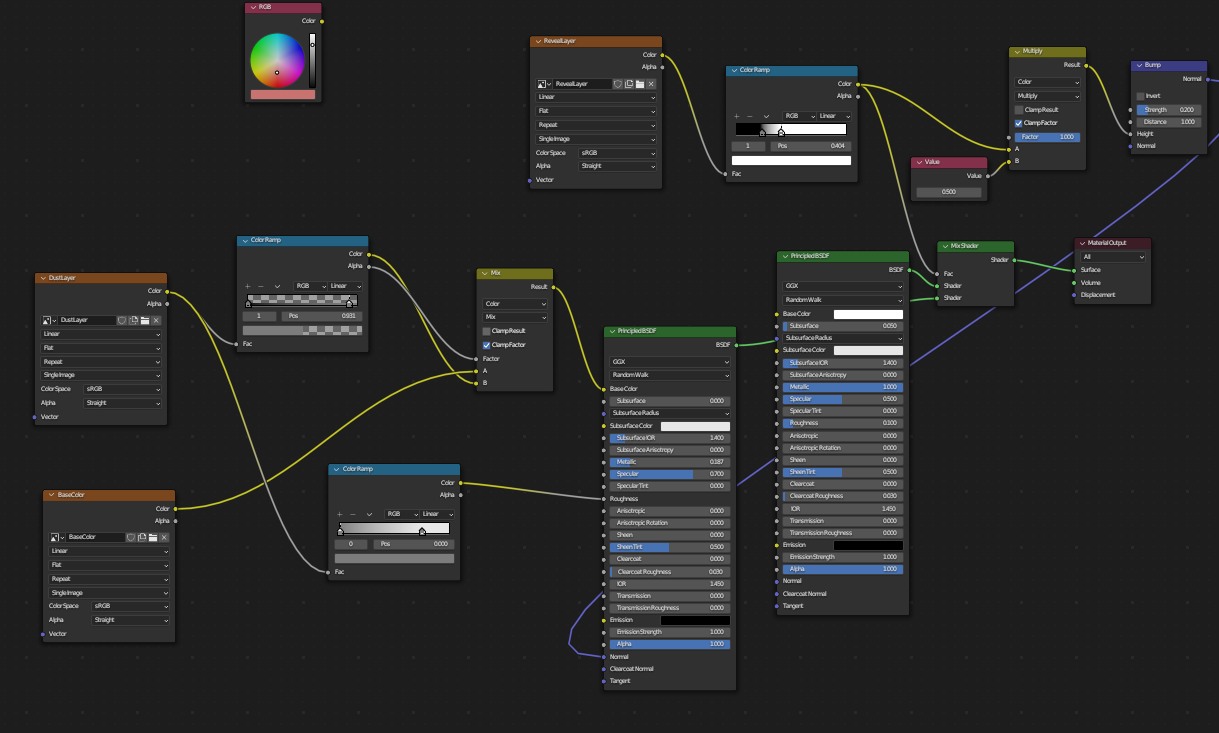 RGB
Color
RevealLayer
Color
Alpha
RevealLayer
Linear
Flat
Repeat
Single Image
Color Space sRGB
Alpha Straight
Vector
Color Ramp
Color
Alpha
RGB Linear
1 Pos 0.404
Fac
Multiply
Result
Color
Multiply
Clamp Result
Clamp Factor
Factor 1.000
A
B
Bump
Normal
Invert
Strength 0.200
Distance 1.000
Height
Normal
Value
Value
0.500
DustLayer
Color
Alpha
DustLayer
Linear
Flat
Repeat
Single Image
Color Space sRGB
Alpha Straight
Vector
Color Ramp
Color
Alpha
RGB Linear
1 Pos 0.931
Fac
Mix
Result
Color
Mix
Clamp Result
Clamp Factor
Factor
A
B
BaseColor
Color
Alpha
BaseColor
Linear
Flat
Repeat
Single Image
Color Space sRGB
Alpha Straight
Vector
Color Ramp
Color
Alpha
RGB Linear
0 Pos 0.000
Fac
Principled BSDF
BSDF
GGX
Random Walk
Base Color
Subsurface 0.000
Subsurface Radius
Subsurface Color
Subsurface IOR 1.400
Subsurface Anisotropy 0.000
Metallic 0.187
Specular 0.700
Specular Tint 0.000
Roughness
Anisotropic 0.000
Anisotropic Rotation 0.000
Sheen 0.000
Sheen Tint 0.500
Clearcoat 0.000
Clearcoat Roughness 0.030
IOR 1.450
Transmission 0.000
Transmission Roughness 0.000
Emission
Emission Strength 1.000
Alpha 1.000
Normal
Clearcoat Normal
Tangent
Principled BSDF
BSDF
GGX
Random Walk
Base Color
Subsurface 0.050
Subsurface Radius
Subsurface Color
Subsurface IOR 1.400
Subsurface Anisotropy 0.000
Metallic 1.000
Specular 0.500
Specular Tint 0.000
Roughness 0.100
Anisotropic 0.000
Anisotropic Rotation 0.000
Sheen 0.000
Sheen Tint 0.500
Clearcoat 0.000
Clearcoat Roughness 0.030
IOR 1.450
Transmission 0.000
Transmission Roughness 0.000
Emission
Emission Strength 1.000
Alpha 1.000
Normal
Clearcoat Normal
Tangent
Mix Shader
Shader
Fac
Shader
Shader
Material Output
All
Surface
Volume
Displacement